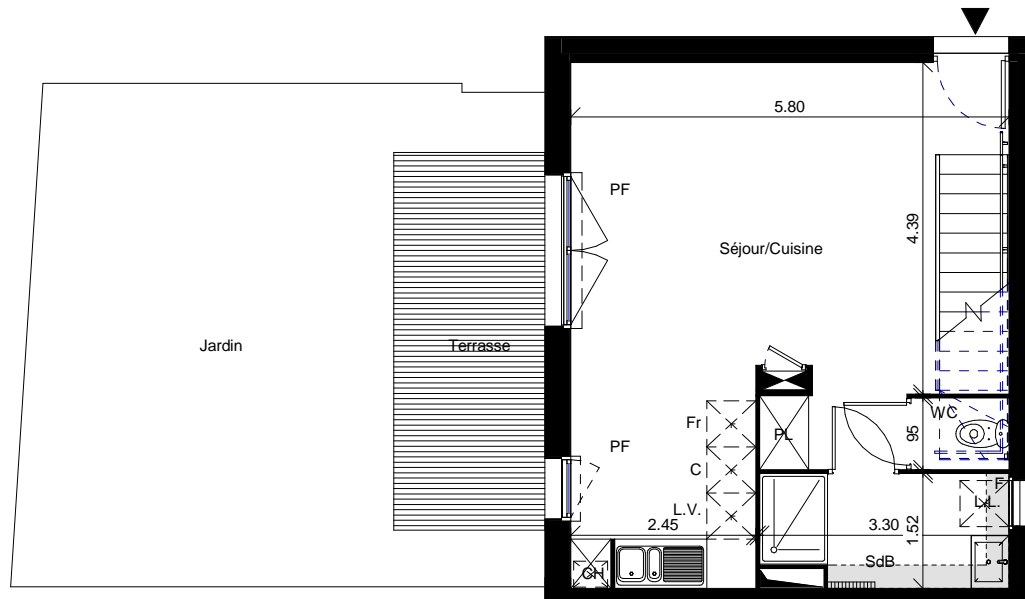 5.80
PF
4.39
Séjour/Cuisine
Jardin
Terrasse
WC
Fr
PL
95
PF
C
F
L.V.
L.L.
2.45
3.30
1.52
SdB
CH